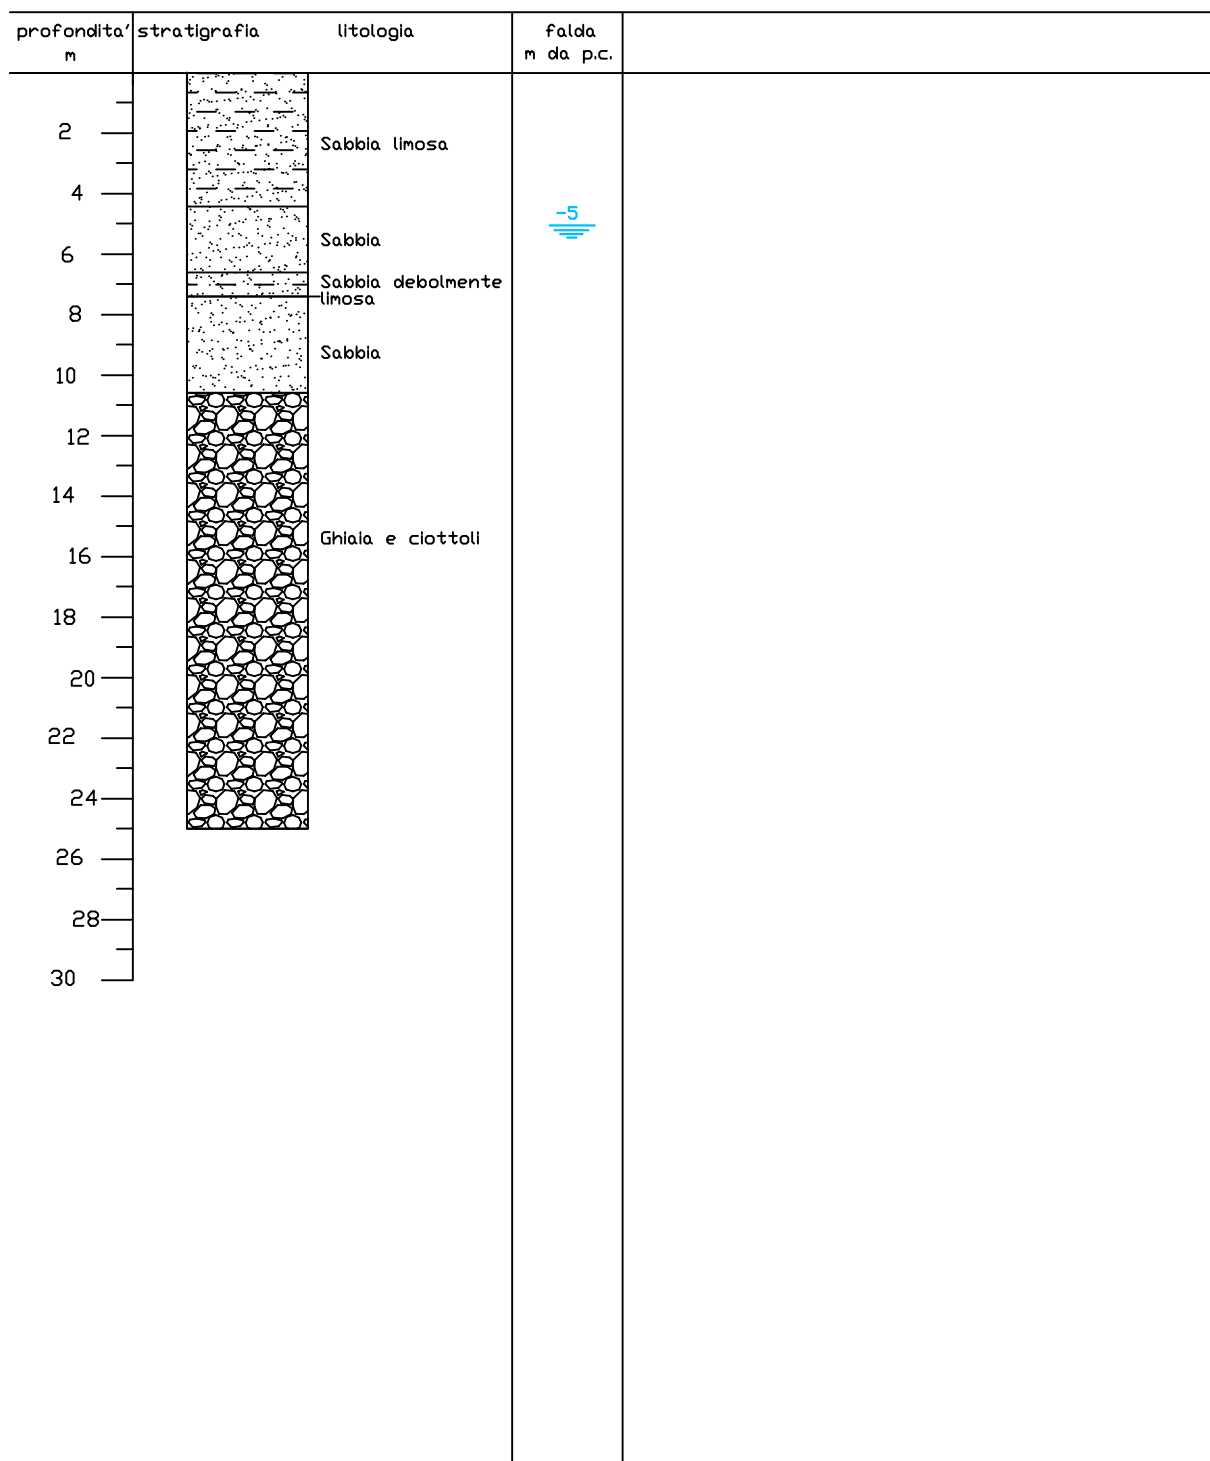 profondita' stratigrafia litologia falda
m m da p.c.
2
Sabbia limosa
4
-5
Sabbia
6
Sabbia debolmente
limosa
8
Sabbia
10
12
14
Ghiaia e ciottoli
16
18
20
22
24
26
28
30